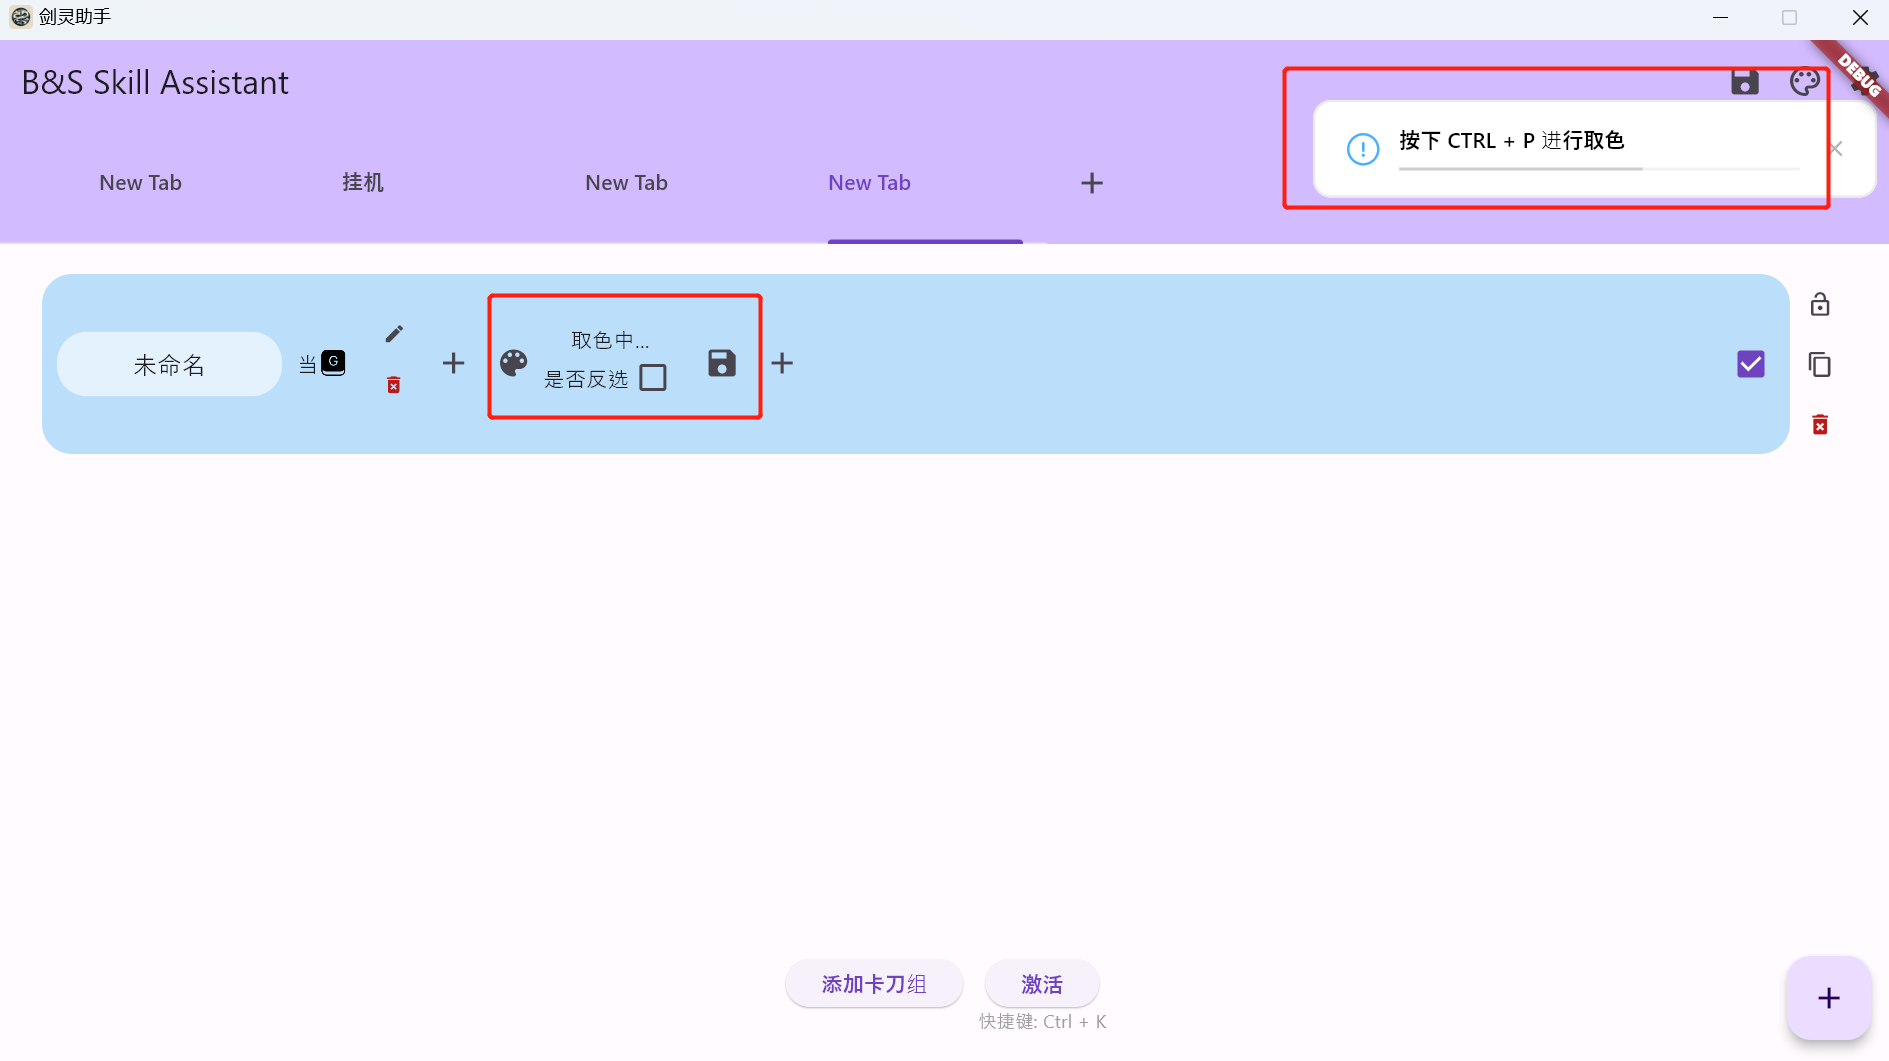 剑灵助手
B&S Skill Assistant
DEBUG
按下 CTRL + P 进行取色
New Tab
挂机
New Tab
New Tab
未命名
当 G
取色中...
是否反选
添加卡刀组
激活
快捷键: Ctrl + K